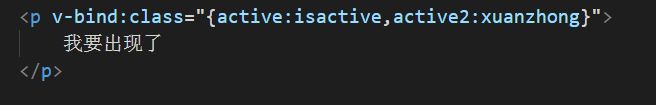 <p v-bind:class="{active:isactive,active2:xuanzhong}">
我要出现了
</p>